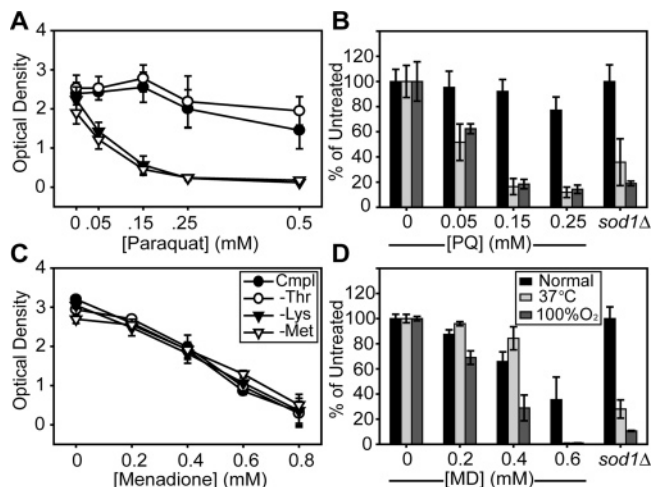 A
Optical Density
4
3
2
1
0
0 .05 .15 .25 0.5
[Paraquat] (mM)
B
% of Untreated
120
100
80
60
40
20
0
0 0.05 0.15 0.25 sod1Δ
[PQ] (mM)
C
Optical Density
4
3
2
1
0
Cmpl
-Thr
-Lys
-Met
0 0.2 0.4 0.6 0.8
[Menadione] (mM)
D
% of Untreated
120
100
80
60
40
20
0
Normal
37°C
100%O₂
0 0.2 0.4 0.6 sod1Δ
[MD] (mM)